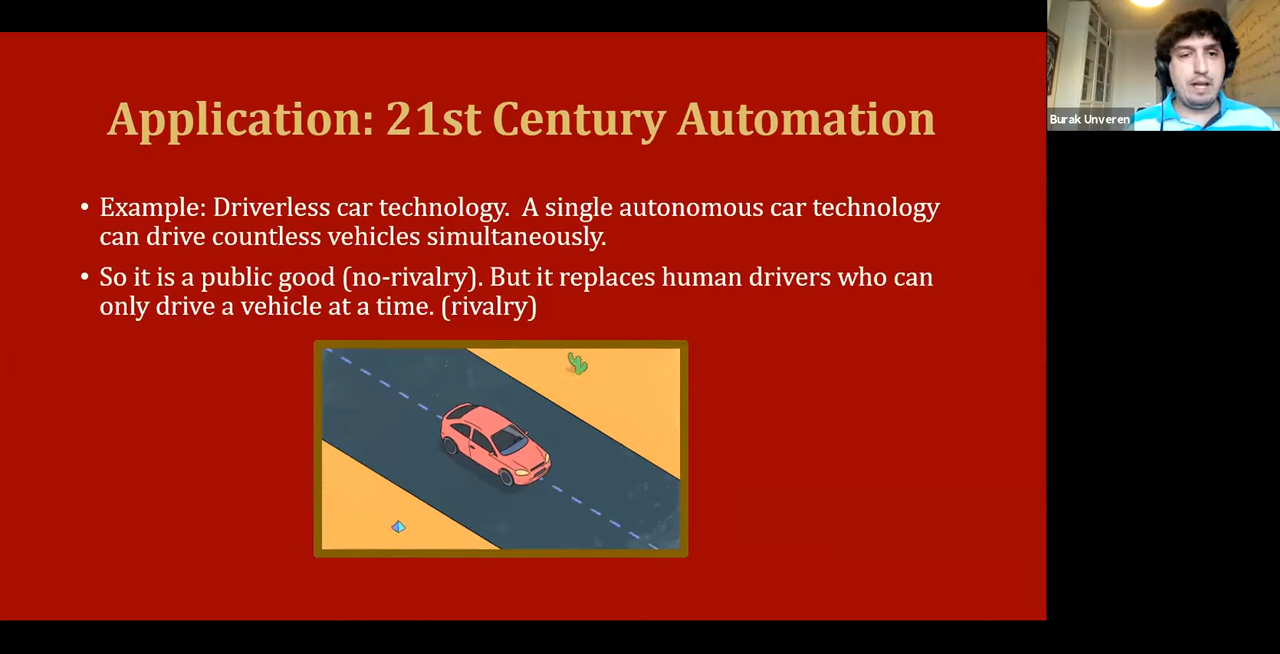 Application: 21st Century Automation
• Example: Driverless car technology.  A single autonomous car technology
can drive countless vehicles simultaneously.
• So it is a public good (no-rivalry). But it replaces human drivers who can
only drive a vehicle at a time. (rivalry)
Burak Unveren